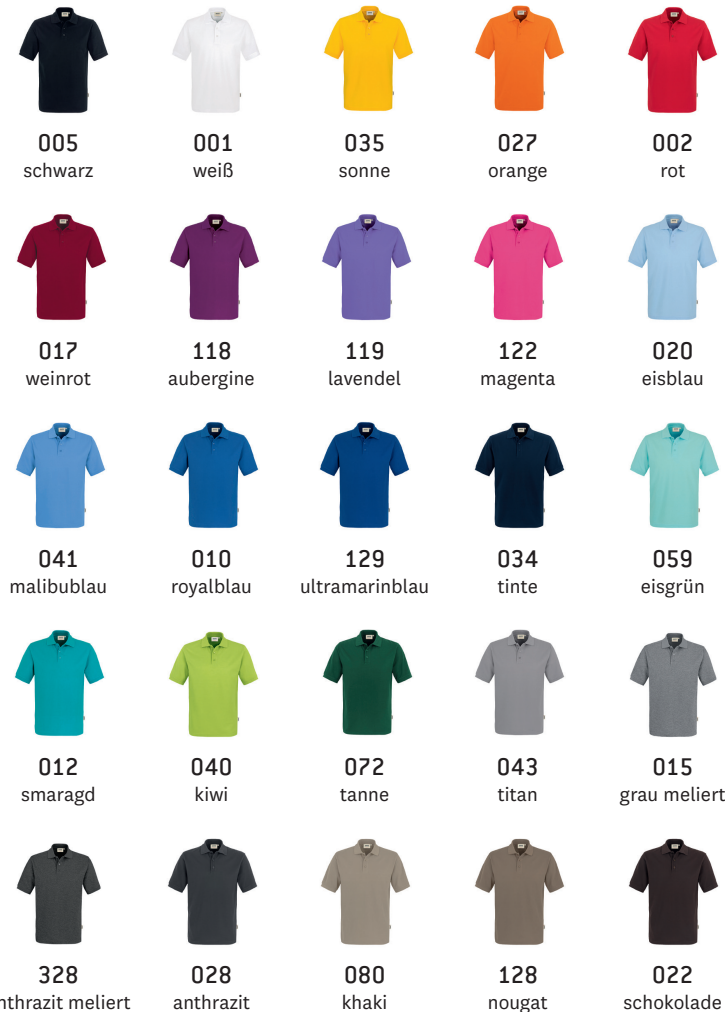 005 001 035 027 002
schwarz weiß sonne orange rot
017 118 119 122 020
weinrot aubergine lavendel magenta eisblau
041 010 129 034 059
malibublau royalblau ultramarinblau tinte eisgrün
012 040 072 043 015
smaragd kiwi tanne titan grau meliert
328 028 080 128 022
nthrazit meliert anthrazit khaki nougat schokolade